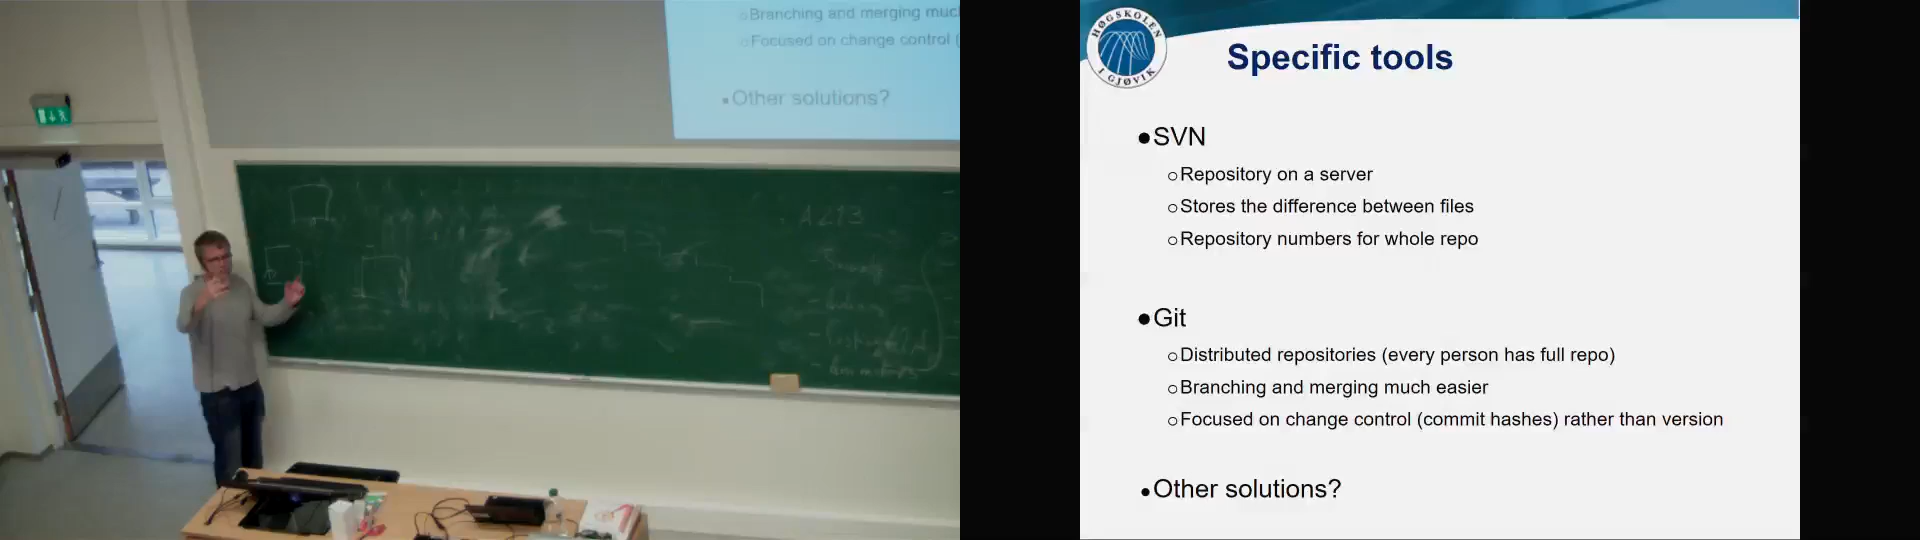 Branching and merging muc
Focused on change control (
Other solutions?
A<13
HØGSKOLEN
I GJØVIK
Specific tools
●SVN
○Repository on a server
○Stores the difference between files
○Repository numbers for whole repo
●Git
○Distributed repositories (every person has full repo)
○Branching and merging much easier
○Focused on change control (commit hashes) rather than version
●Other solutions?